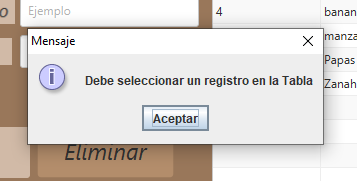 Ejemplo
4
banan
Mensaje
manza
Debe seleccionar un registro en la Tabla
Papas
Zanah
Aceptar
Eliminar